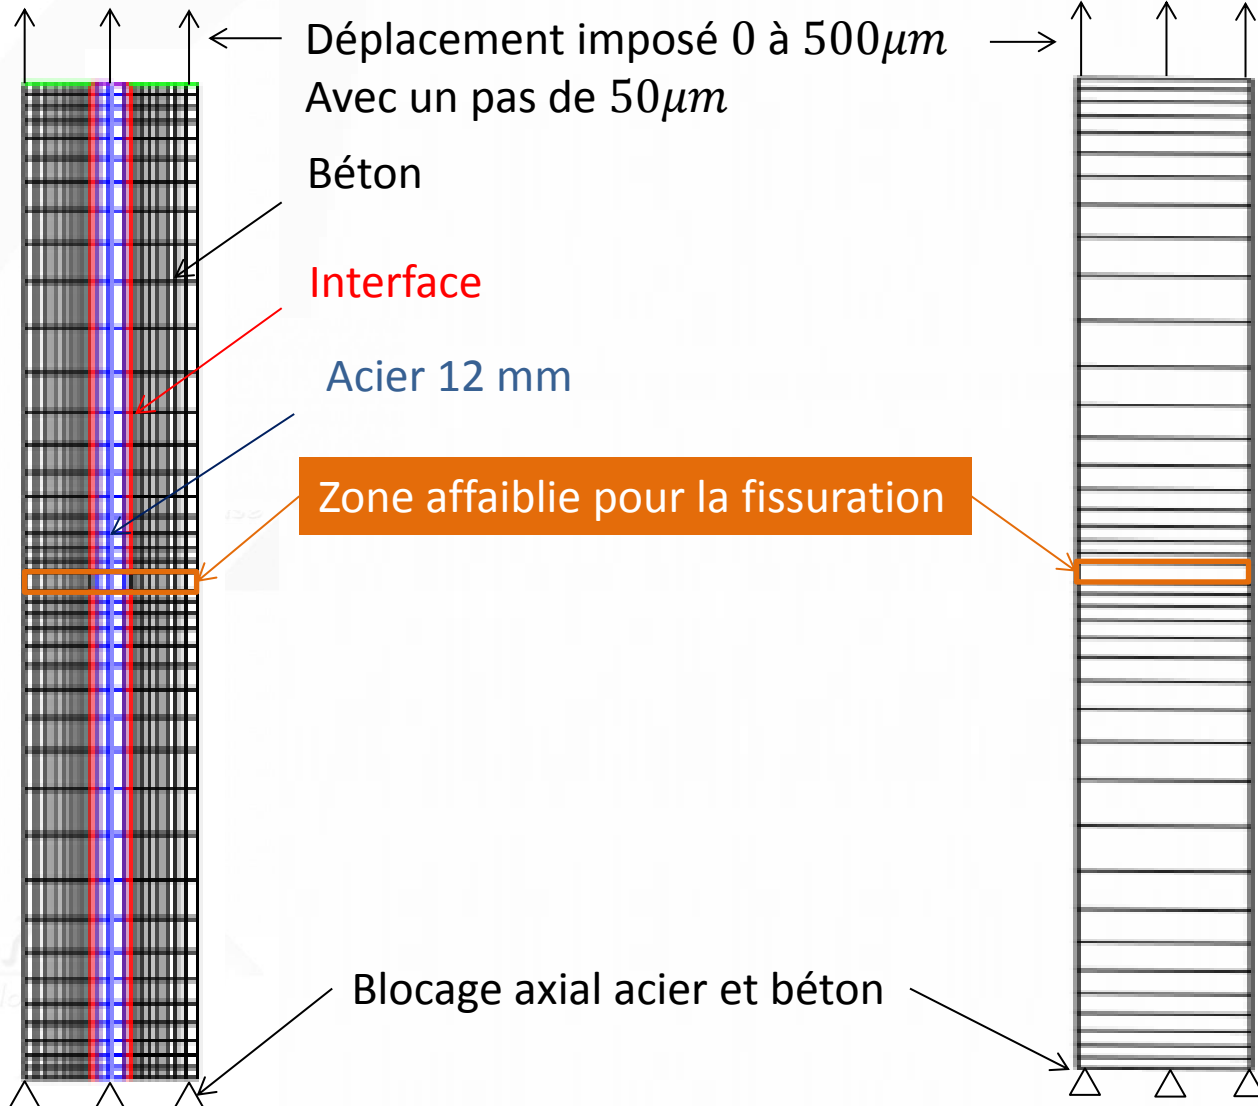 Déplacement imposé 0 à 500μm
Avec un pas de 50μm
Béton
Interface
Acier 12 mm
Zone affaiblie pour la fissuration
Blocage axial acier et béton